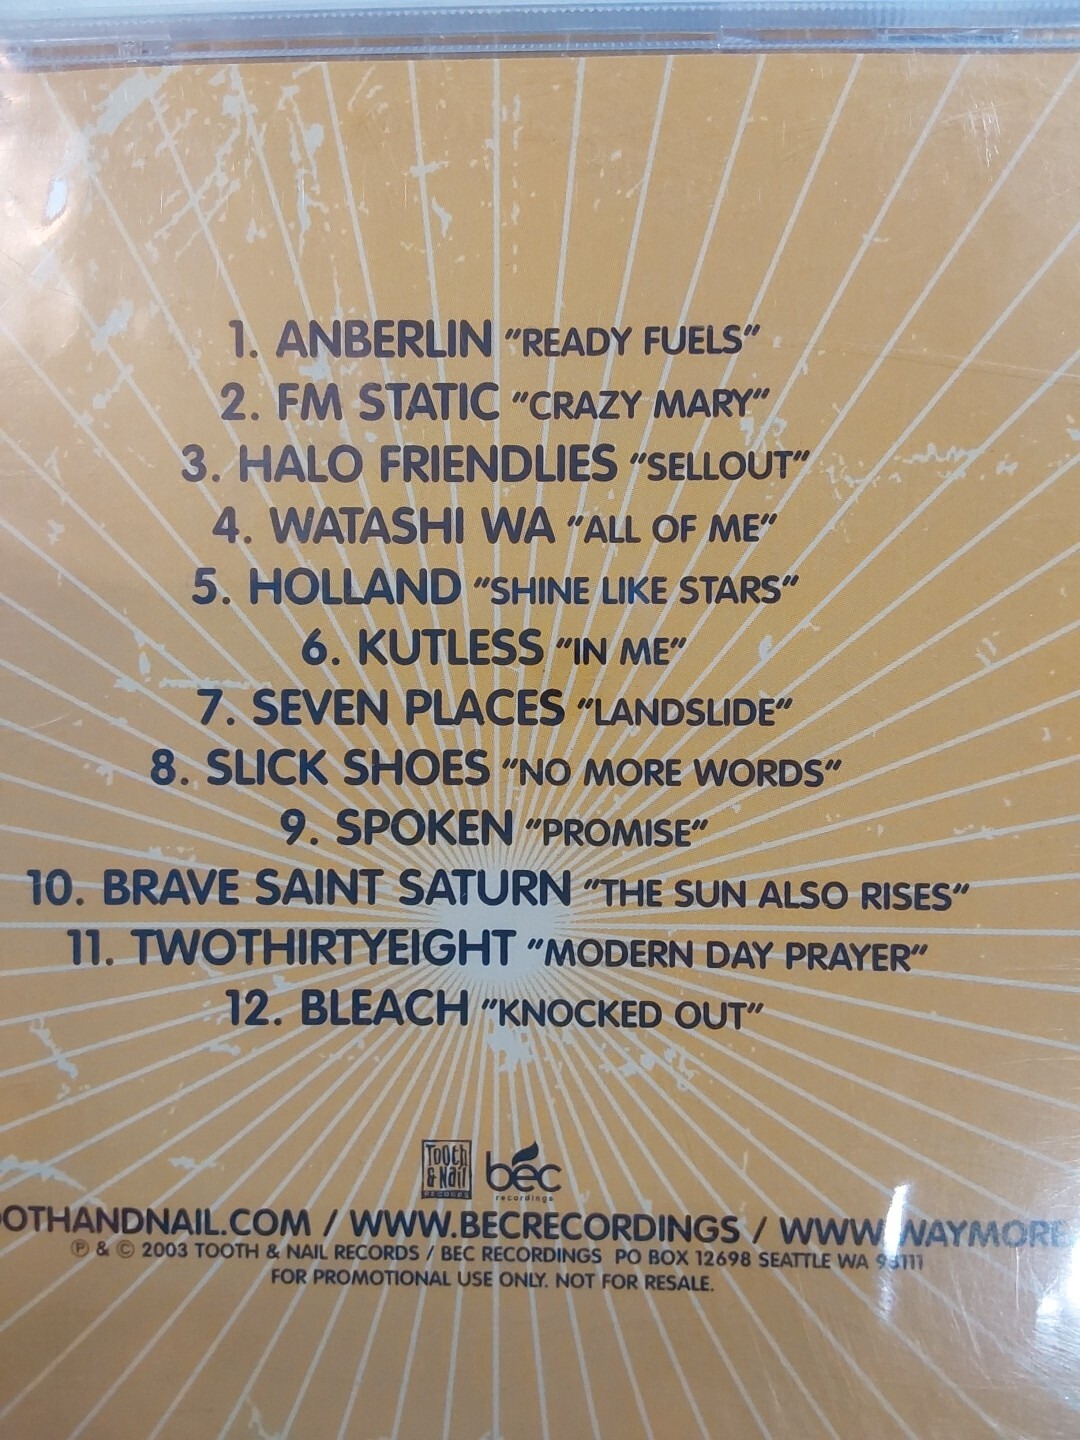 1. ANBERLIN "READY FUELS"
2. FM STATIC "CRAZY MARY"
3. HALO FRIENDLIES "SELLOUT"
4. WATASHI WA "ALL OF ME"
5. HOLLAND "SHINE LIKE STARS"
6. KUTLESS "IN ME"
7. SEVEN PLACES "LANDSLIDE"
8. SLICK SHOES "NO MORE WORDS"
9. SPOKEN "PROMISE"
10. BRAVE SAINT SATURN "THE SUN ALSO RISES"
11. TWOTHIRTYEIGHT "MODERN DAY PRAYER"
12. BLEACH "KNOCKED OUT"
Tooth
& Nail
RECORDS
bec
recordings
OOTHANDNAIL.COM / WWW.BECRECORDINGS / WWW.WAYMORE
℗ & © 2003 TOOTH & NAIL RECORDS / BEC RECORDINGS PO BOX 12698 SEATTLE WA 98111
FOR PROMOTIONAL USE ONLY. NOT FOR RESALE.